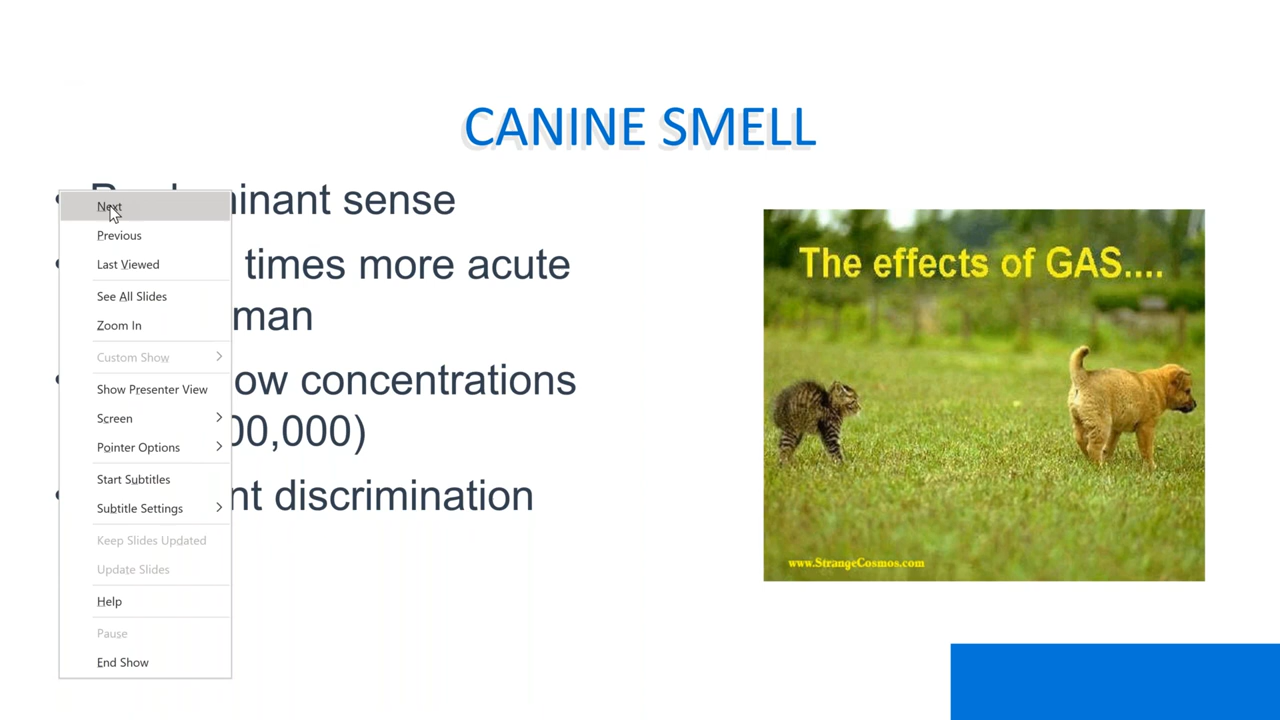 CANINE SMELL
inant sense
times more acute
man
ow concentrations
00,000)
nt discrimination
Next
Previous
Last Viewed
See All Slides
Zoom In
Custom Show
Show Presenter View
Screen
Pointer Options
Start Subtitles
Subtitle Settings
Keep Slides Updated
Update Slides
Help
Pause
End Show
The effects of GAS....
www.StrangeCosmos.com